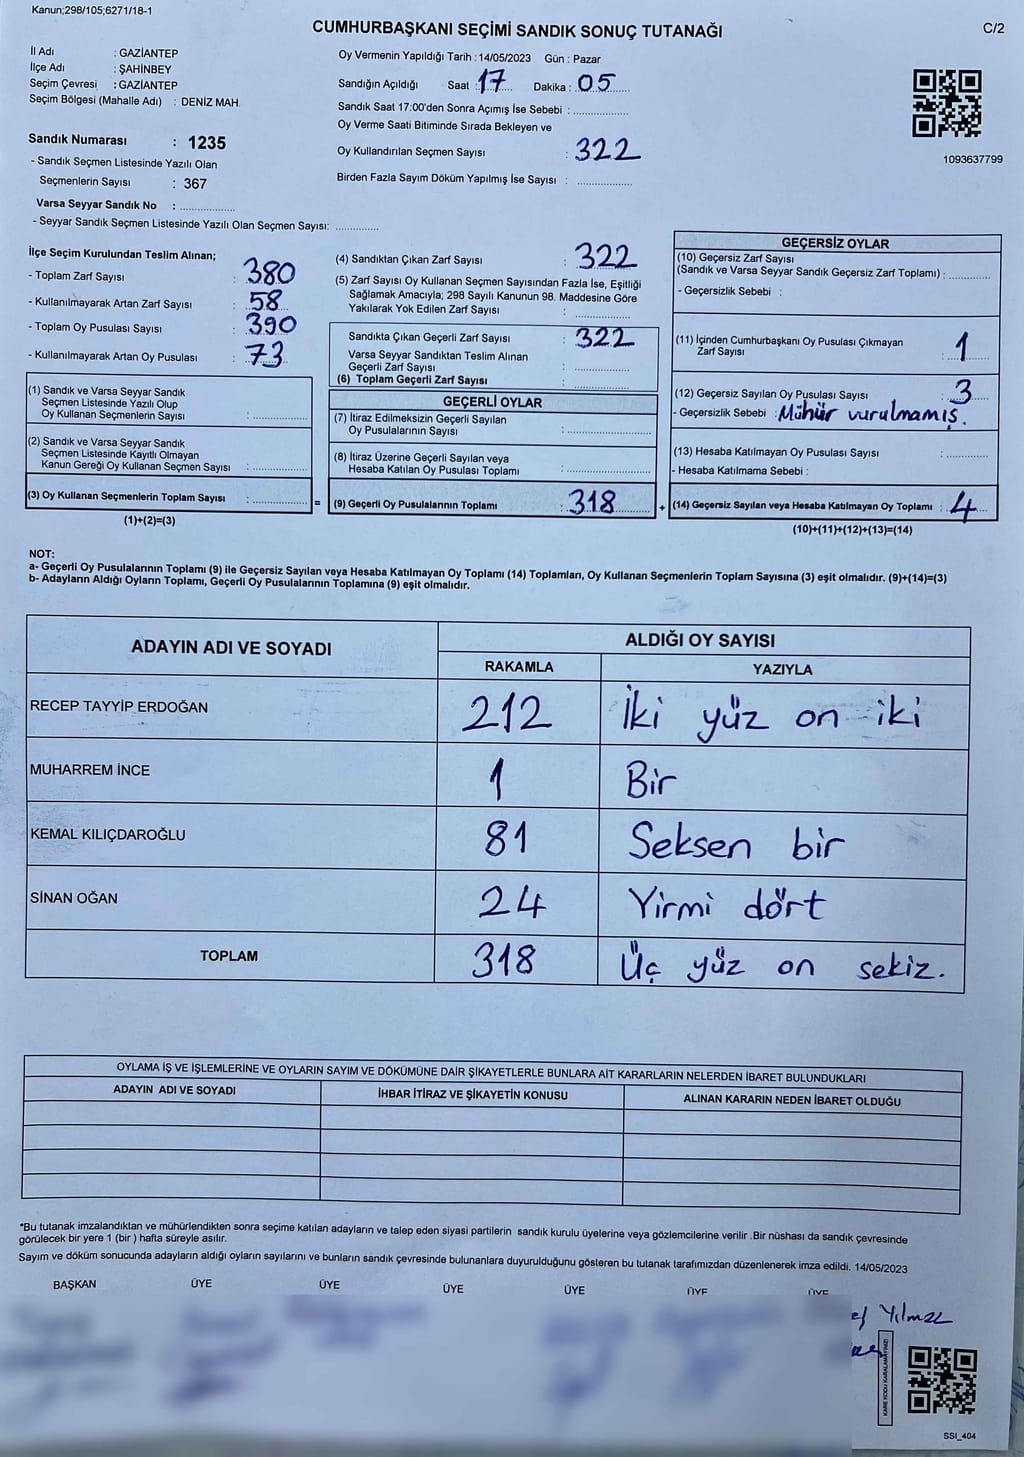 Kanun;298/105;6271/18-1
CUMHURBAŞKANI SEÇİMİ SANDIK SONUÇ TUTANAĞI
C/2
İl Adı : GAZİANTEP
İlçe Adı : ŞAHİNBEY
Seçim Çevresi : GAZİANTEP
Seçim Bölgesi (Mahalle Adı) : DENİZ MAH.
Sandık Numarası : 1235
- Sandık Seçmen Listesinde Yazılı Olan
Seçmenlerin Sayısı : 367
Varsa Seyyar Sandık No : ..................
- Seyyar Sandık Seçmen Listesinde Yazılı Olan Seçmen Sayısı: ..............
Oy Vermenin Yapıldığı Tarih : 14/05/2023 Gün : Pazar
Sandığın Açıldığı Saat : 17 Dakika : 05
Sandık Saat 17:00'den Sonra Açımış İse Sebebi : ..................
Oy Verme Saati Bitiminde Sırada Bekleyen ve
Oy Kullandırılan Seçmen Sayısı : 322
Birden Fazla Sayım Döküm Yapılmış İse Sayısı : ..................
1093637799
İlçe Seçim Kurulundan Teslim Alınan;
- Toplam Zarf Sayısı : 380
- Kullanılmayarak Artan Zarf Sayısı : 58
- Toplam Oy Pusulası Sayısı : 390
- Kullanılmayarak Artan Oy Pusulası : 73
(1) Sandık ve Varsa Seyyar Sandık
Seçmen Listesinde Yazılı Olup
Oy Kullanan Seçmenlerin Sayısı : ..................
(2) Sandık ve Varsa Seyyar Sandık
Seçmen Listesinde Kayıtlı Olmayan
Kanun Gereği Oy Kullanan Seçmen Sayısı : ..................
(3) Oy Kullanan Seçmenlerin Toplam Sayısı : .................. =
(1)+(2)=(3)
(4) Sandıktan Çıkan Zarf Sayısı : 322
(5) Zarf Sayısı Oy Kullanan Seçmen Sayısından Fazla İse, Eşitliği
Sağlamak Amacıyla; 298 Sayılı Kanunun 98. Maddesine Göre
Yakılarak Yok Edilen Zarf Sayısı : ..................
Sandıkta Çıkan Geçerli Zarf Sayısı : 322
Varsa Seyyar Sandıktan Teslim Alınan
Geçerli Zarf Sayısı : ..................
(6) Toplam Geçerli Zarf Sayısı : ..................
GEÇERLİ OYLAR
(7) İtiraz Edilmeksizin Geçerli Sayılan
Oy Pusulalarının Sayısı : ..................
(8) İtiraz Üzerine Geçerli Sayılan veya
Hesaba Katılan Oy Pusulası Toplamı : ..................
(9) Geçerli Oy Pusulalarının Toplamı : 318 +
GEÇERSİZ OYLAR
(10) Geçersiz Zarf Sayısı
(Sandık ve Varsa Seyyar Sandık Geçersiz Zarf Toplamı) : ..............
- Geçersizlik Sebebi :
(11) İçinden Cumhurbaşkanı Oy Pusulası Çıkmayan
Zarf Sayısı : 1
(12) Geçersiz Sayılan Oy Pusulası Sayısı : 3
- Geçersizlik Sebebi : Mühür vurulmamış.
(13) Hesaba Katılmayan Oy Pusulası Sayısı : ..............
- Hesaba Katılmama Sebebi :
(14) Geçersiz Sayılan veya Hesaba Katılmayan Oy Toplamı : 4
(10)+(11)+(12)+(13)=(14)
NOT:
a- Geçerli Oy Pusulalarının Toplamı (9) ile Geçersiz Sayılan veya Hesaba Katılmayan Oy Toplamı (14) Toplamları, Oy Kullanan Seçmenlerin Toplam Sayısına (3) eşit olmalıdır. (9)+(14)=(3)
b- Adayların Aldığı Oyların Toplamı, Geçerli Oy Pusulalarının Toplamına (9) eşit olmalıdır.
ADAYIN ADI VE SOYADI
ALDIĞI OY SAYISI
RAKAMLA YAZIYLA
RECEP TAYYİP ERDOĞAN 212 İki yüz on iki
MUHARREM İNCE 1 Bir
KEMAL KILIÇDAROĞLU 81 Seksen bir
SİNAN OĞAN 24 Yirmi dört
TOPLAM 318 Üç yüz on sekiz.
OYLAMA İŞ VE İŞLEMLERİNE VE OYLARIN SAYIM VE DÖKÜMÜNE DAİR ŞİKAYETLERLE BUNLARA AİT KARARLARIN NELERDEN İBARET BULUNDUKLARI
ADAYIN ADI VE SOYADI İHBAR İTİRAZ VE ŞİKAYETİN KONUSU ALINAN KARARIN NEDEN İBARET OLDUĞU
*Bu tutanak imzalandıktan ve mühürlendikten sonra seçime katılan adayların ve talep eden siyasi partilerin sandık kurulu üyelerine veya gözlemcilerine verilir .Bir nüshası da sandık çevresinde
görülecek bir yere 1 (bir ) hafta süreyle asılır.
Sayım ve döküm sonucunda adayların aldığı oyların sayılarını ve bunların sandık çevresinde bulunanlara duyurulduğunu gösteren bu tutanak tarafımızdan düzenlenerek imza edildi. 14/05/2023
BAŞKAN ÜYE ÜYE ÜYE ÜYE ÜYE ÜYE
Yılmaz
KARE KODU KARALAMAYINIZ!
SSI_404